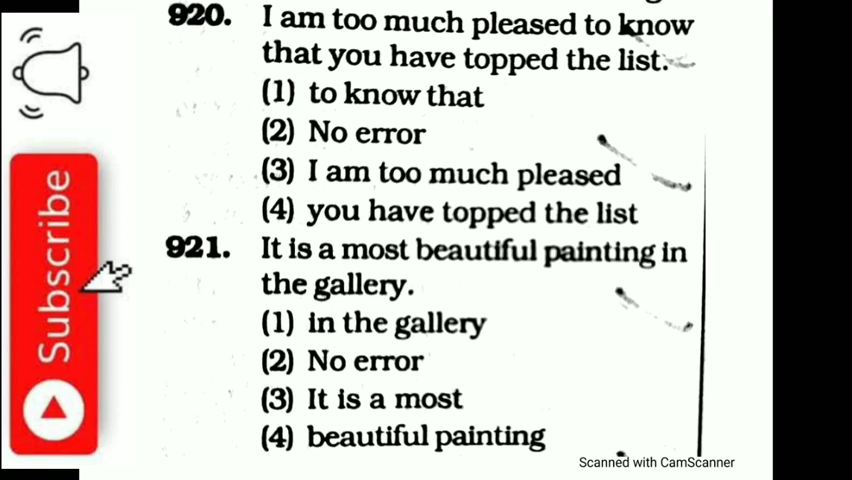 920. I am too much pleased to know
that you have topped the list.
(1) to know that
(2) No error
(3) I am too much pleased
(4) you have topped the list
921. It is a most beautiful painting in
the gallery.
(1) in the gallery
(2) No error
(3) It is a most
(4) beautiful painting
Subscribe
Scanned with CamScanner